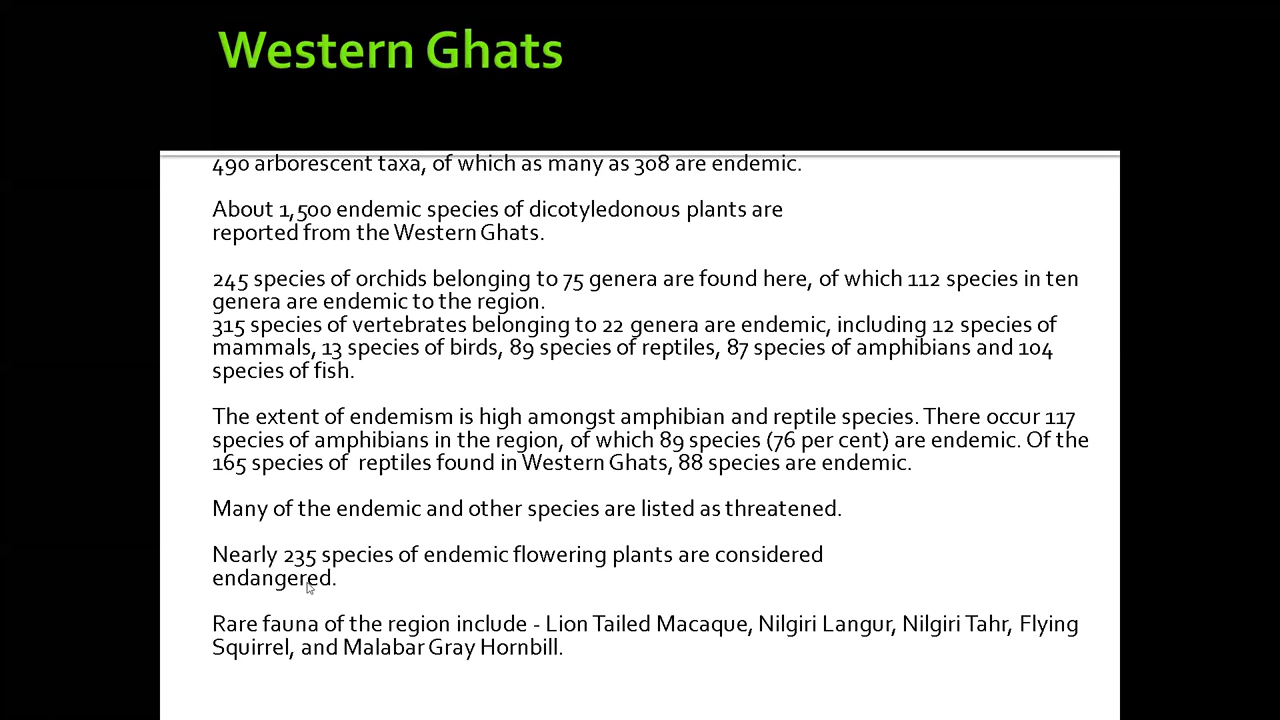 Western Ghats
490 arborescent taxa, of which as many as 308 are endemic.
About 1,500 endemic species of dicotyledonous plants are
reported from the Western Ghats.
245 species of orchids belonging to 75 genera are found here, of which 112 species in ten
genera are endemic to the region.
315 species of vertebrates belonging to 22 genera are endemic, including 12 species of
mammals, 13 species of birds, 89 species of reptiles, 87 species of amphibians and 104
species of fish.
The extent of endemism is high amongst amphibian and reptile species. There occur 117
species of amphibians in the region, of which 89 species (76 per cent) are endemic. Of the
165 species of reptiles found in Western Ghats, 88 species are endemic.
Many of the endemic and other species are listed as threatened.
Nearly 235 species of endemic flowering plants are considered
endangered.
Rare fauna of the region include - Lion Tailed Macaque, Nilgiri Langur, Nilgiri Tahr, Flying
Squirrel, and Malabar Gray Hornbill.